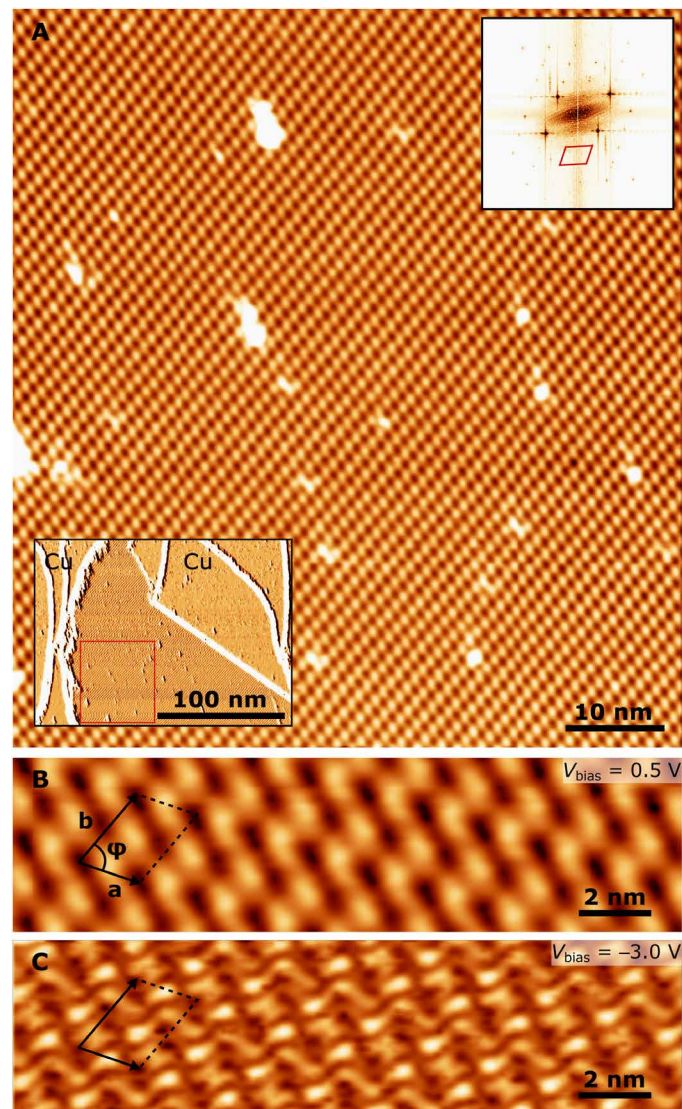 A
Cu
Cu
100 nm
10 nm
B
V_bias = 0.5 V
b
φ
a
2 nm
C
V_bias = –3.0 V
2 nm